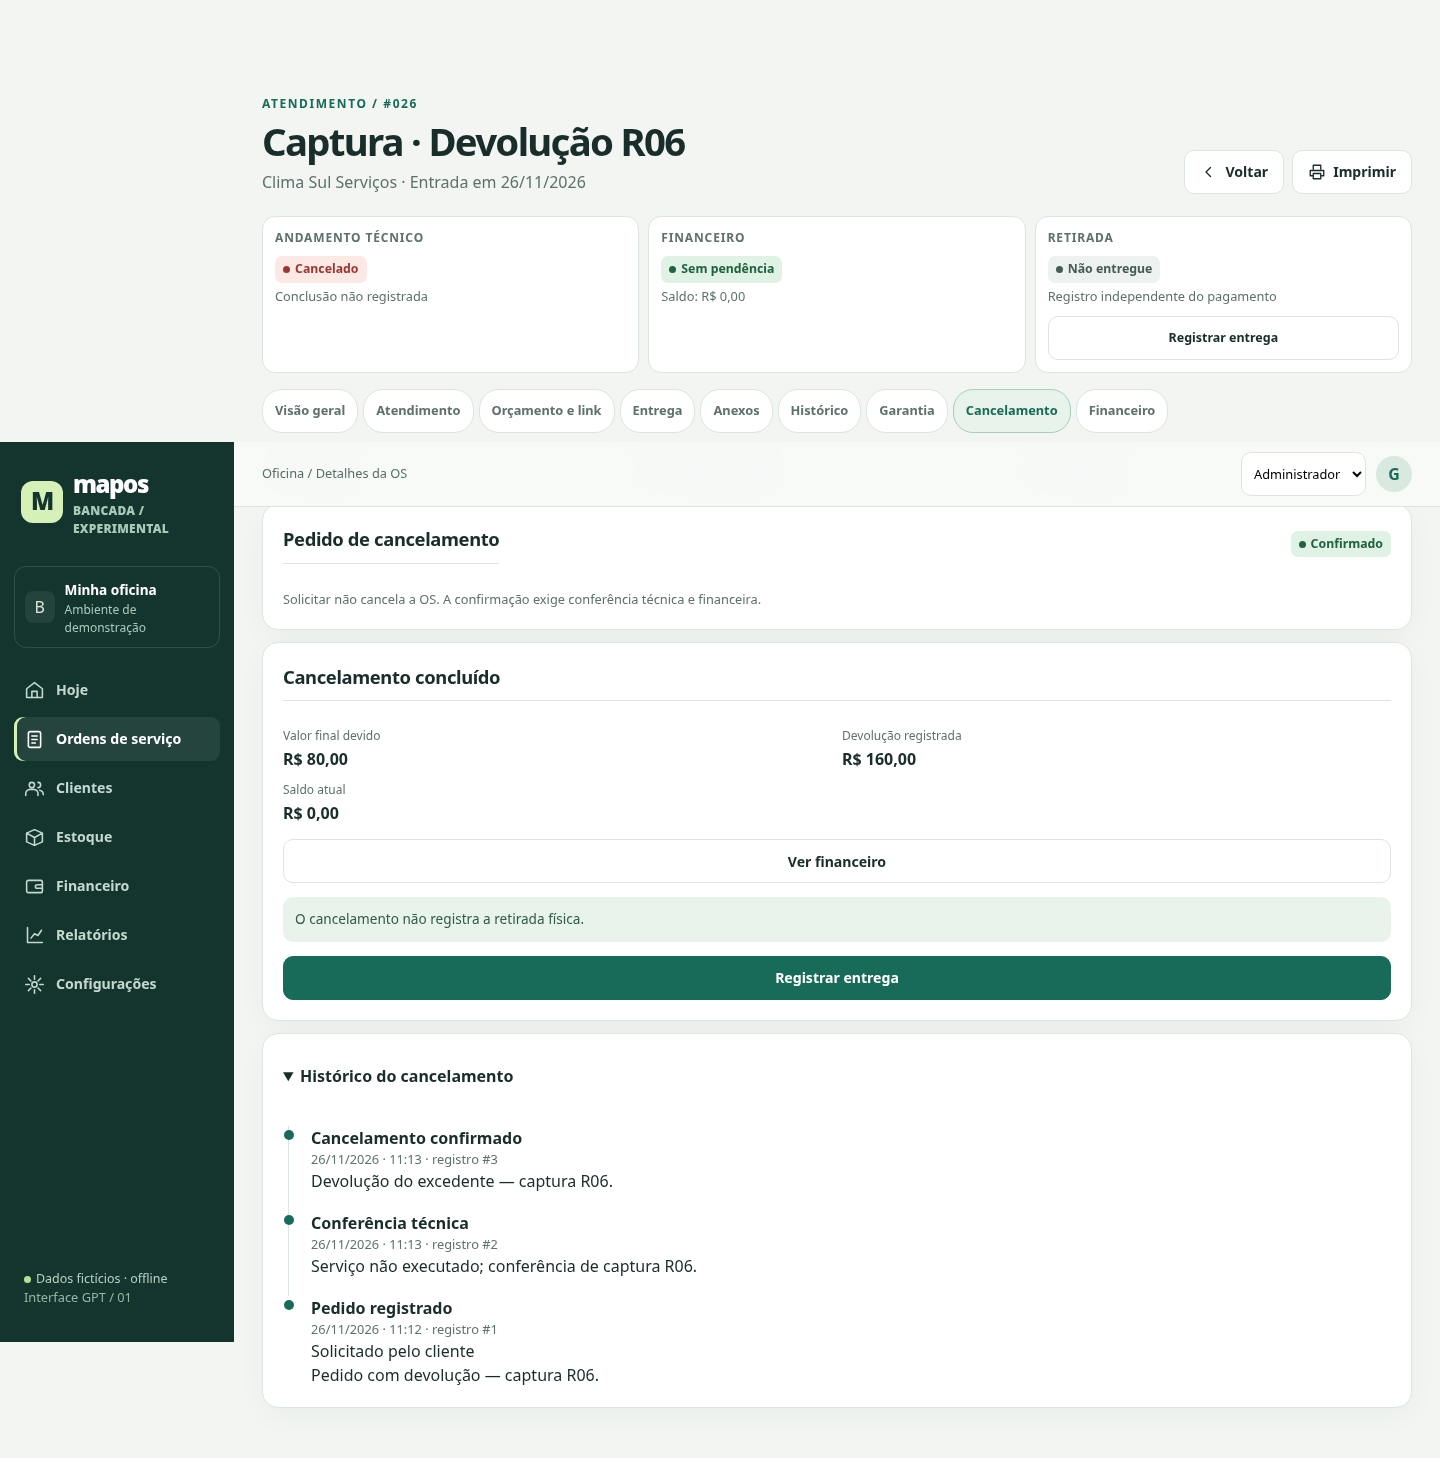 ATENDIMENTO / #026
Captura · Devolução R06
Clima Sul Serviços · Entrada em 26/11/2026
Voltar
Imprimir
ANDAMENTO TÉCNICO
Cancelado
Conclusão não registrada
FINANCEIRO
Sem pendência
Saldo: R$ 0,00
RETIRADA
Não entregue
Registro independente do pagamento
Registrar entrega
Visão geral
Atendimento
Orçamento e link
Entrega
Anexos
Histórico
Garantia
Cancelamento
Financeiro
M
mapos
BANCADA /
EXPERIMENTAL
B
Minha oficina
Ambiente de
demonstração
Hoje
Ordens de serviço
Clientes
Estoque
Financeiro
Relatórios
Configurações
Dados fictícios · offline
Interface GPT / 01
Oficina / Detalhes da OS
Administrador
G
Pedido de cancelamento
Confirmado
Solicitar não cancela a OS. A confirmação exige conferência técnica e financeira.
Cancelamento concluído
Valor final devido
R$ 80,00
Devolução registrada
R$ 160,00
Saldo atual
R$ 0,00
Ver financeiro
O cancelamento não registra a retirada física.
Registrar entrega
Histórico do cancelamento
Cancelamento confirmado
26/11/2026 · 11:13 · registro #3
Devolução do excedente — captura R06.
Conferência técnica
26/11/2026 · 11:13 · registro #2
Serviço não executado; conferência de captura R06.
Pedido registrado
26/11/2026 · 11:12 · registro #1
Solicitado pelo cliente
Pedido com devolução — captura R06.